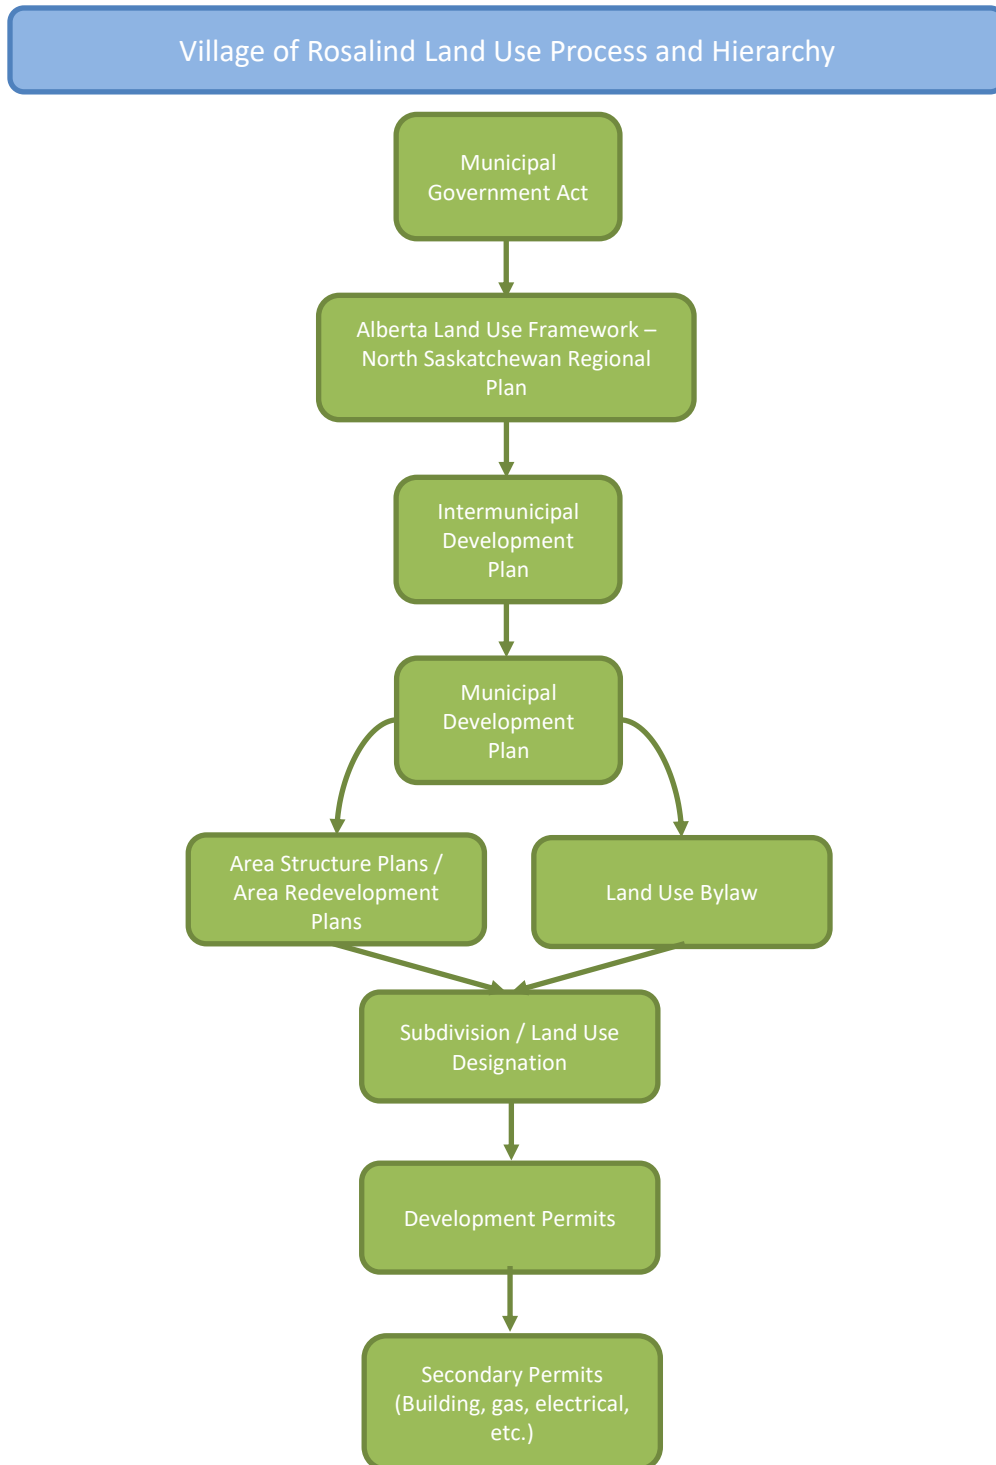 Village of Rosalind Land Use Process and Hierarchy
Municipal
Government Act
Alberta Land Use Framework –
North Saskatchewan Regional
Plan
Intermunicipal
Development
Plan
Municipal
Development
Plan
Area Structure Plans /
Area Redevelopment
Plans
Land Use Bylaw
Subdivision / Land Use
Designation
Development Permits
Secondary Permits
(Building, gas, electrical,
etc.)